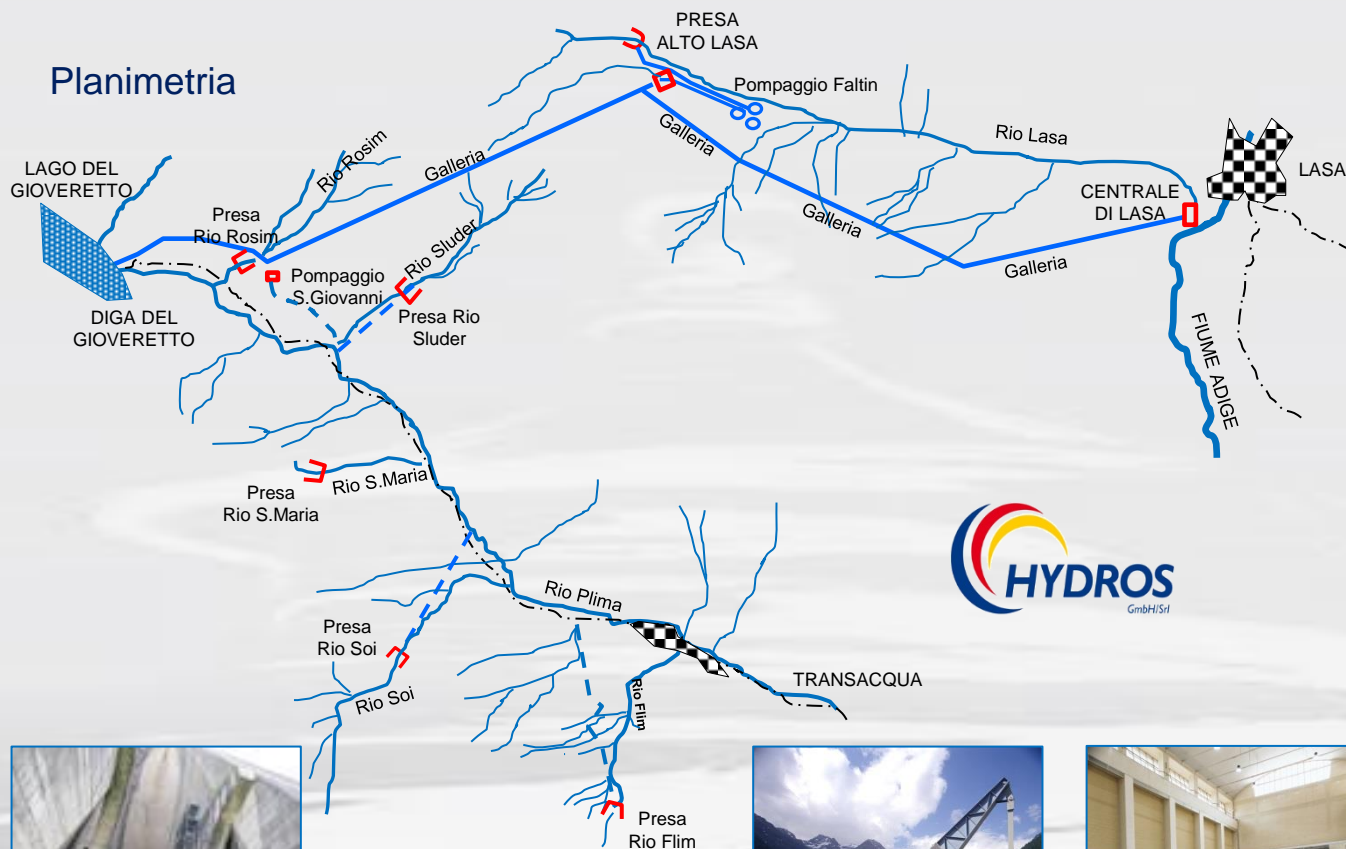 Planimetria
PRESA
ALTO LASA
Pompaggio Faltin
Rio Lasa
LASA
LAGO DEL
GIOVERETTO
Rio Rosim
Galleria
Galleria
Presa
Rio Rosim
CENTRALE
DI LASA
Galleria
Rio Sluder
Pompaggio
S.Giovanni
Galleria
Presa Rio
Sluder
DIGA DEL
GIOVERETTO
FIUME ADIGE
Presa
Rio S.Maria
Rio S.Maria
HYDROS
GmbH/Srl
Rio Plima
Presa
Rio Soi
Rio Soi
TRANSACQUA
Rio Flim
Presa
Rio Flim